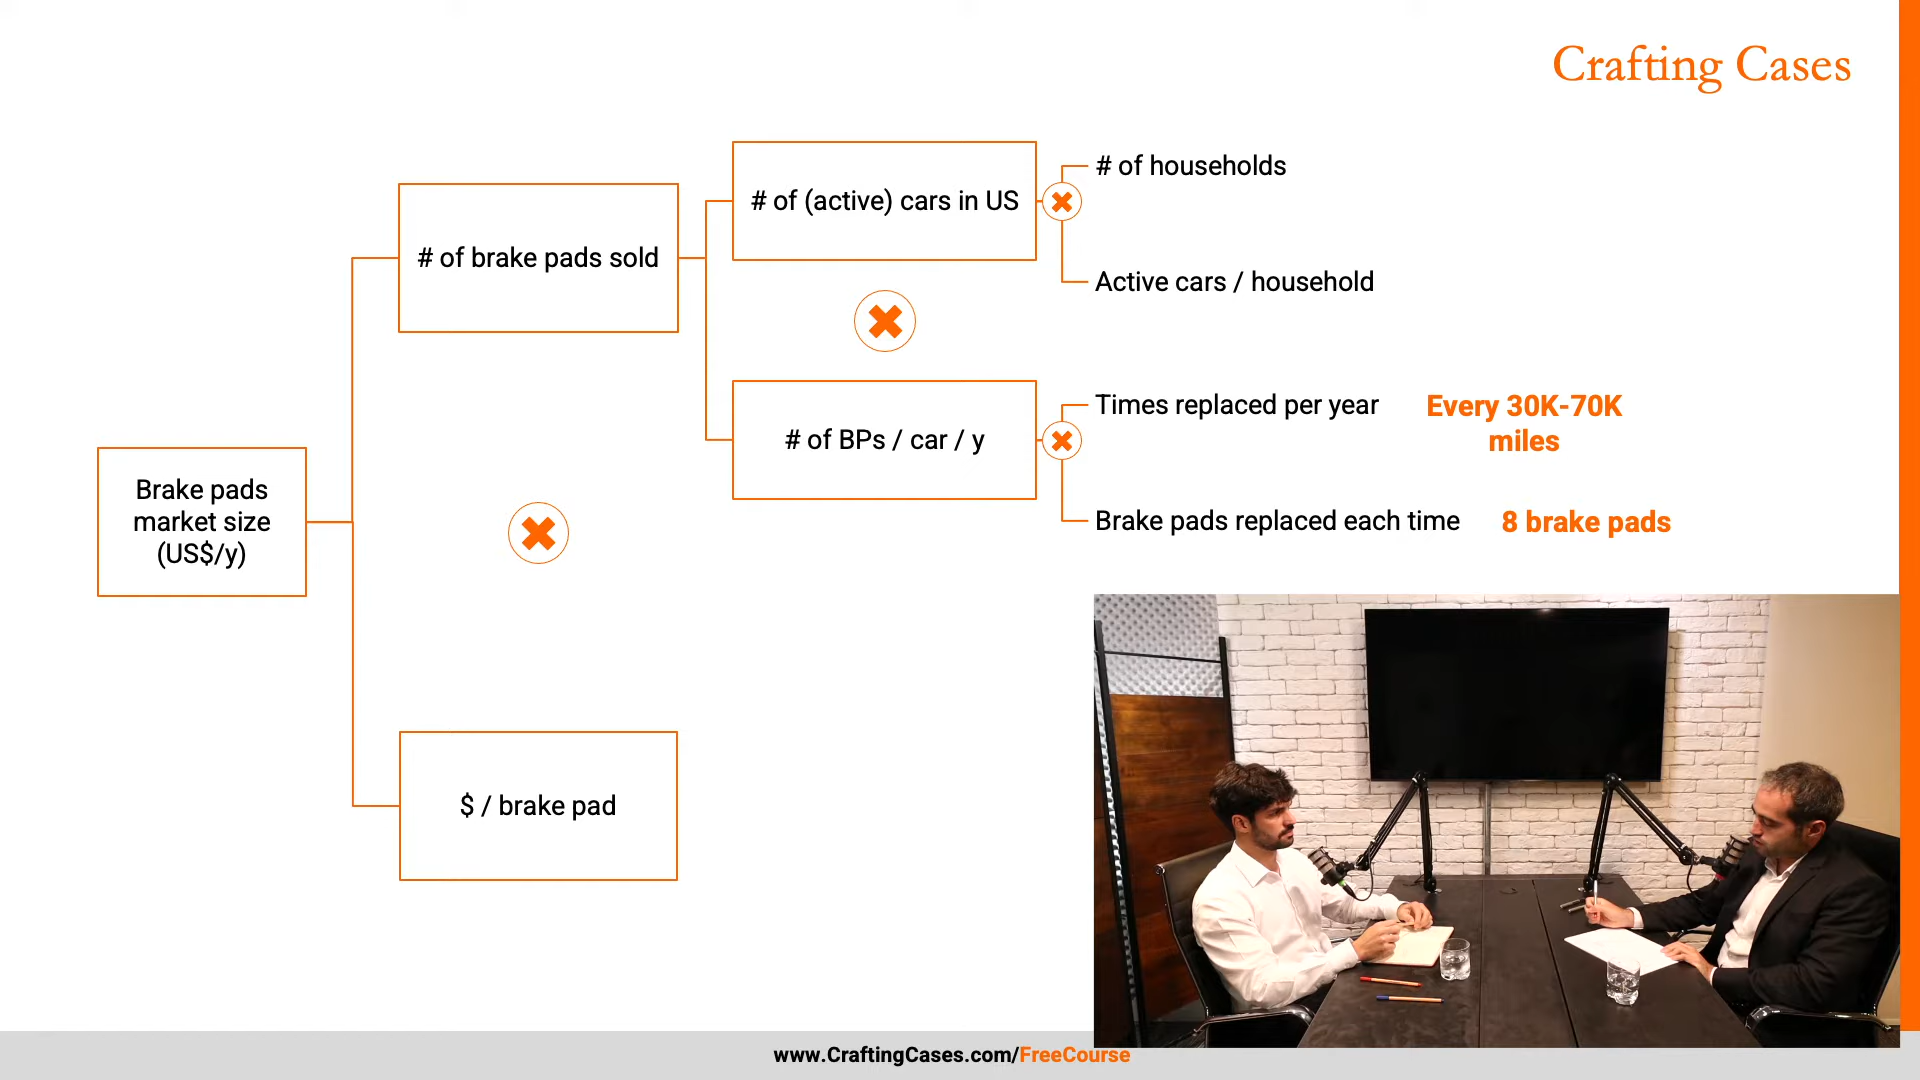 Crafting Cases
# of households
# of (active) cars in US
# of brake pads sold
Active cars / household
Times replaced per year
Every 30K-70K
miles
# of BPs / car / y
Brake pads
market size
(US$/y)
Brake pads replaced each time
8 brake pads
$ / brake pad
www.CraftingCases.com/FreeCourse